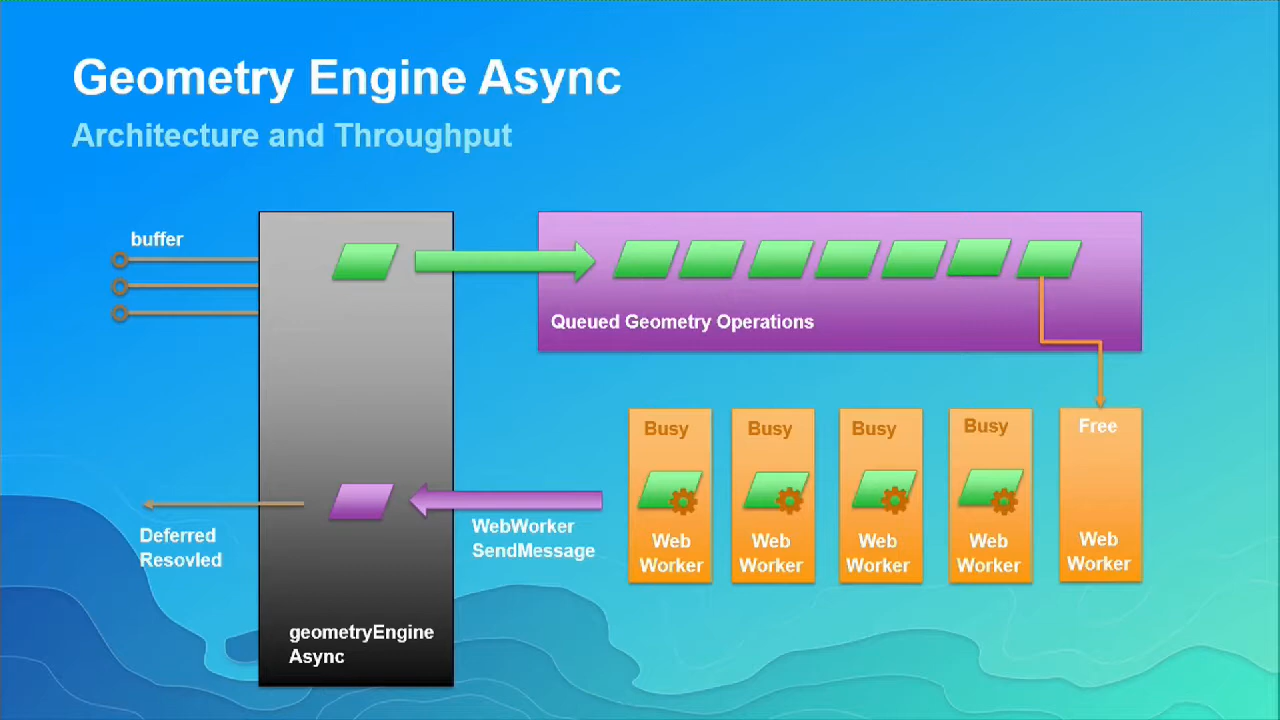 Geometry Engine Async
Architecture and Throughput
buffer
Queued Geometry Operations
Busy
Busy
Busy
Busy
Free
Web
Worker
Web
Worker
Web
Worker
Web
Worker
Web
Worker
WebWorker
SendMessage
Deferred
Resovled
geometryEngine
Async